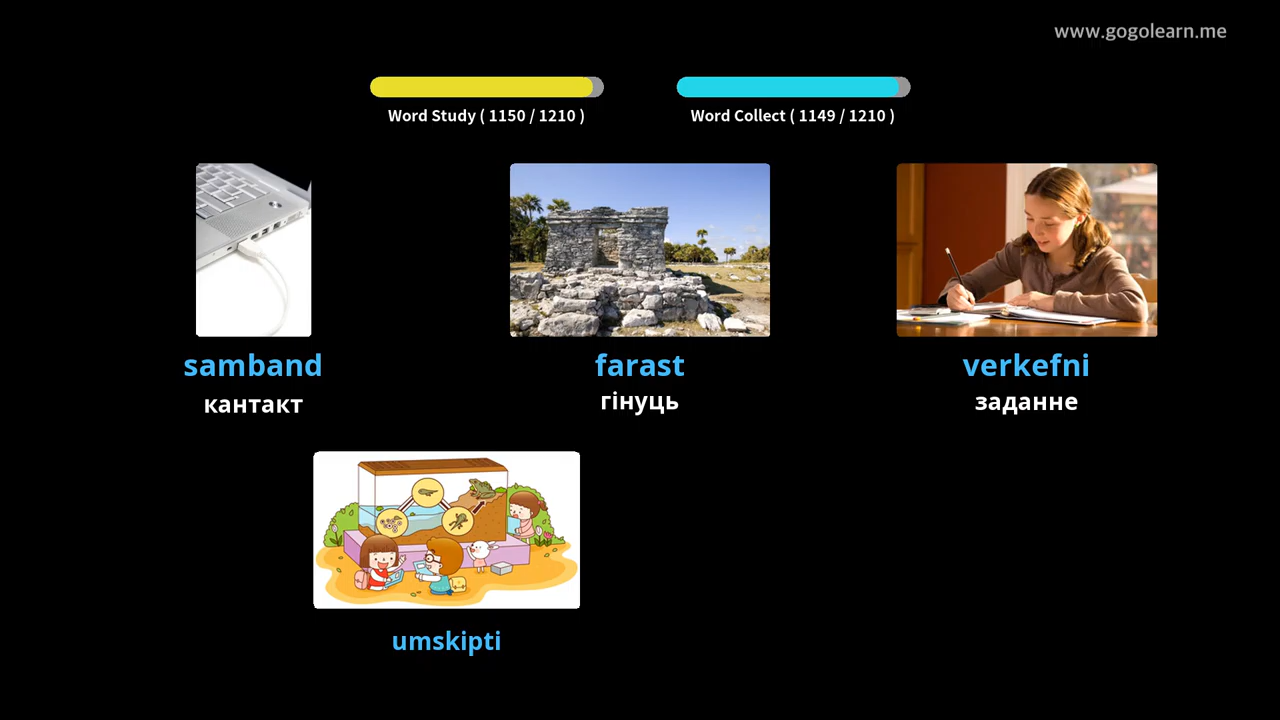 www.gogolearn.me
Word Study ( 1150 / 1210 )
Word Collect ( 1149 / 1210 )
samband
farast
verkefni
кантакт
гінуць
заданне
umskipti